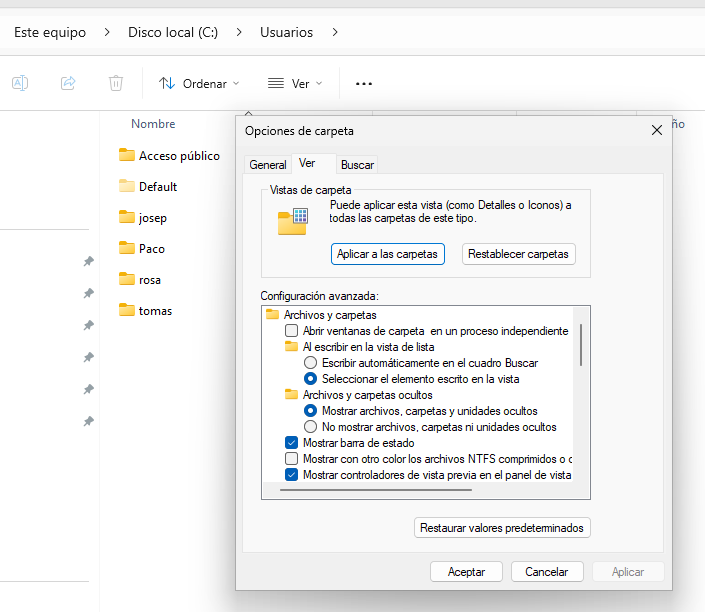 Este equipo > Disco local (C:) > Usuarios >
Ordenar Ver ...
Nombre
ño
Acceso público
Default
josep
Paco
rosa
tomas
Opciones de carpeta
General Ver Buscar
Vistas de carpeta
Puede aplicar esta vista (como Detalles o Iconos) a
todas las carpetas de este tipo.
Aplicar a las carpetas Restablecer carpetas
Configuración avanzada:
Archivos y carpetas
Abrir ventanas de carpeta en un proceso independiente
Al escribir en la vista de lista
Escribir automáticamente en el cuadro Buscar
Seleccionar el elemento escrito en la vista
Archivos y carpetas ocultos
Mostrar archivos, carpetas y unidades ocultos
No mostrar archivos, carpetas ni unidades ocultos
Mostrar barra de estado
Mostrar con otro color los archivos NTFS comprimidos o c
Mostrar controladores de vista previa en el panel de vista
Restaurar valores predeterminados
Aceptar Cancelar Aplicar